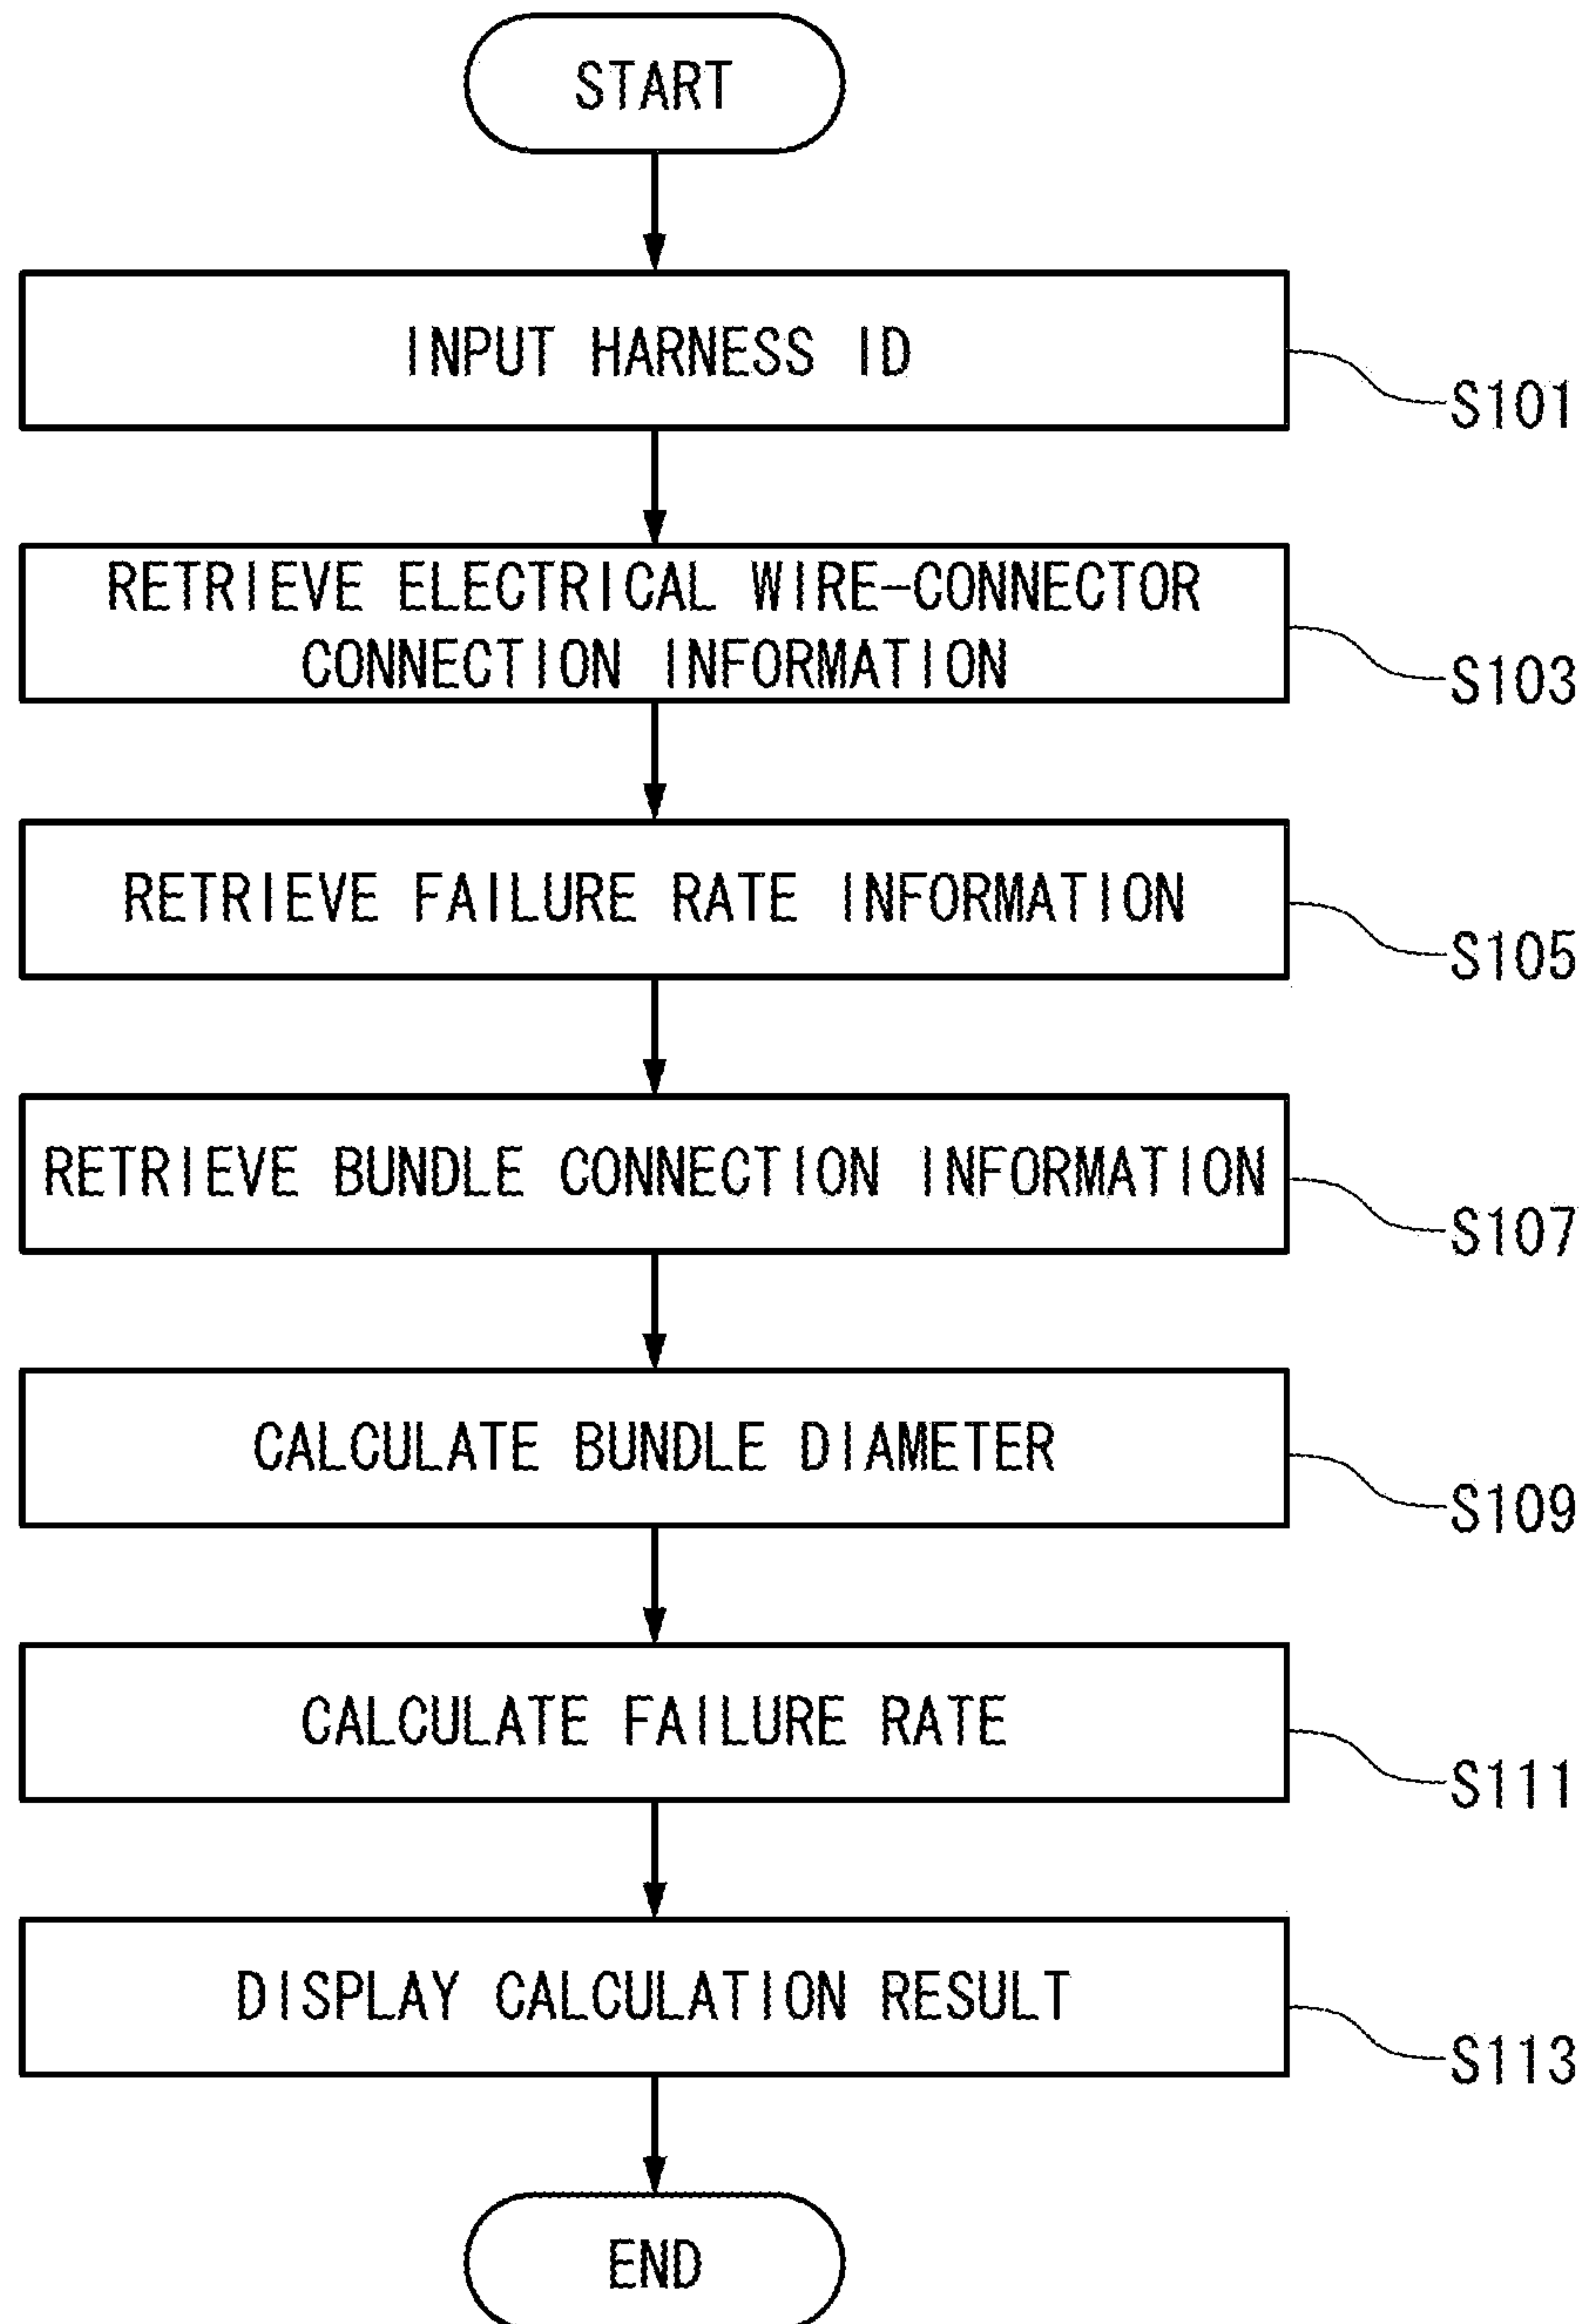 START
INPUT HARNESS ID
S101
RETRIEVE ELECTRICAL WIRE-CONNECTOR
CONNECTION INFORMATION
S103
RETRIEVE FAILURE RATE INFORMATION
S105
RETRIEVE BUNDLE CONNECTION INFORMATION
S107
CALCULATE BUNDLE DIAMETER
S109
CALCULATE FAILURE RATE
S111
DISPLAY CALCULATION RESULT
S113
END